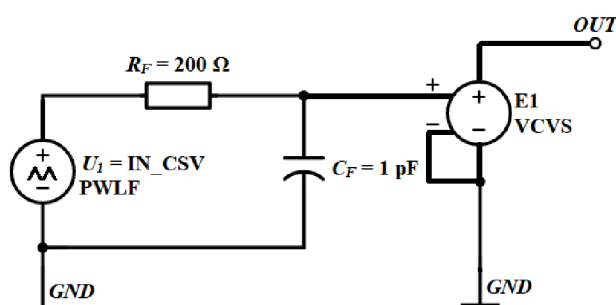 OUT
R_F = 200 Ω
+
+
E1
VCVS
−
−
+
U_1 = IN_CSV
PWLF
−
C_F = 1 pF
GND
GND